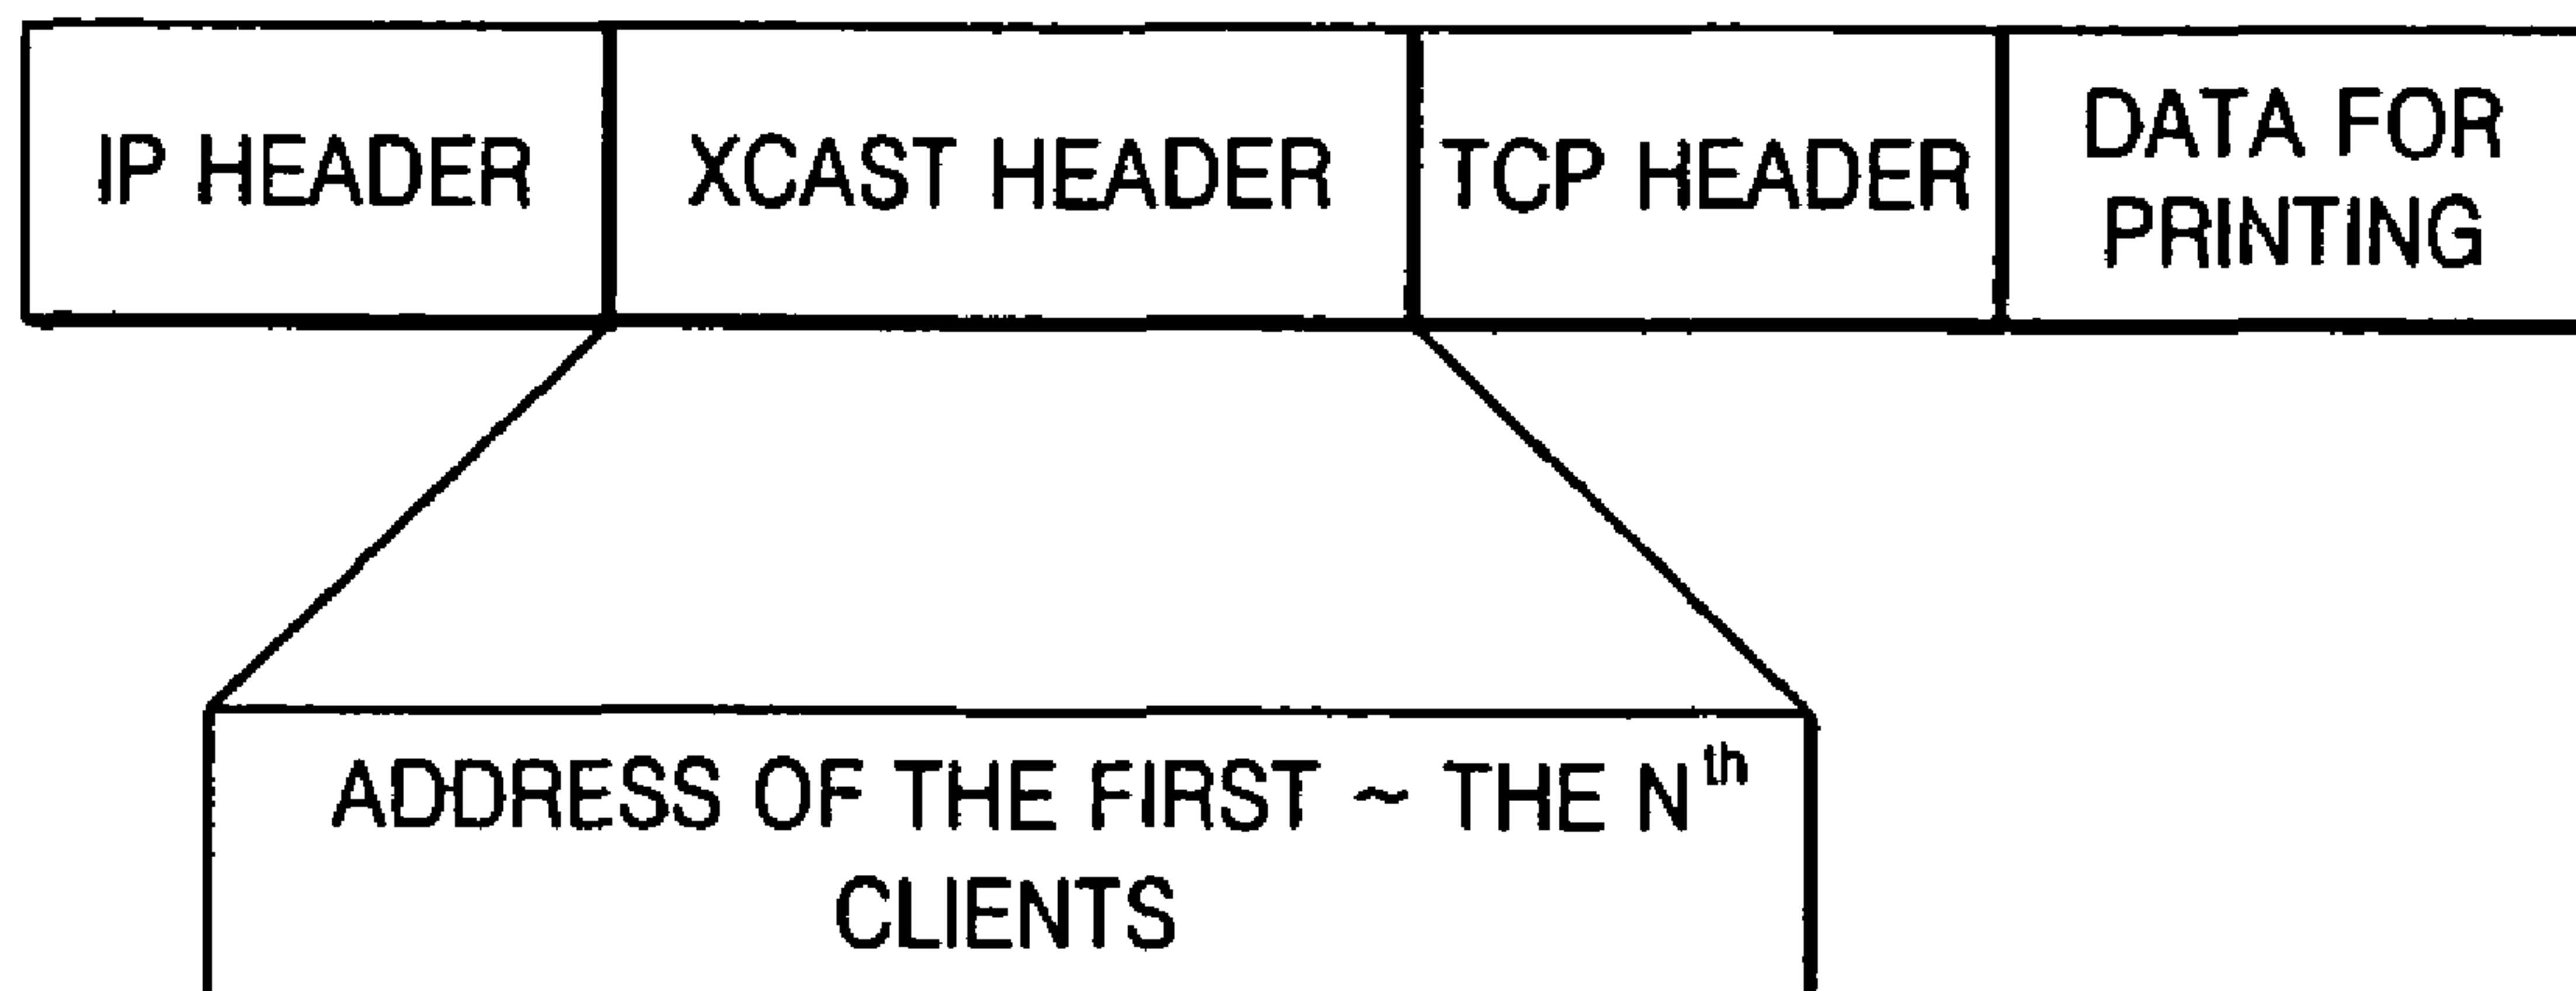 IP HEADER
XCAST HEADER
TCP HEADER
DATA FOR
PRINTING
ADDRESS OF THE FIRST ~ THE Nth
CLIENTS